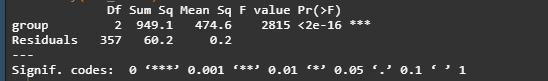 Df Sum Sq Mean Sq F value Pr(>F)
group 2 949.1 474.6 2815 <2e-16 ***
Residuals 357 60.2 0.2
---
Signif. codes: 0 ‘***’ 0.001 ‘**’ 0.01 ‘*’ 0.05 ‘.’ 0.1 ‘ ’ 1